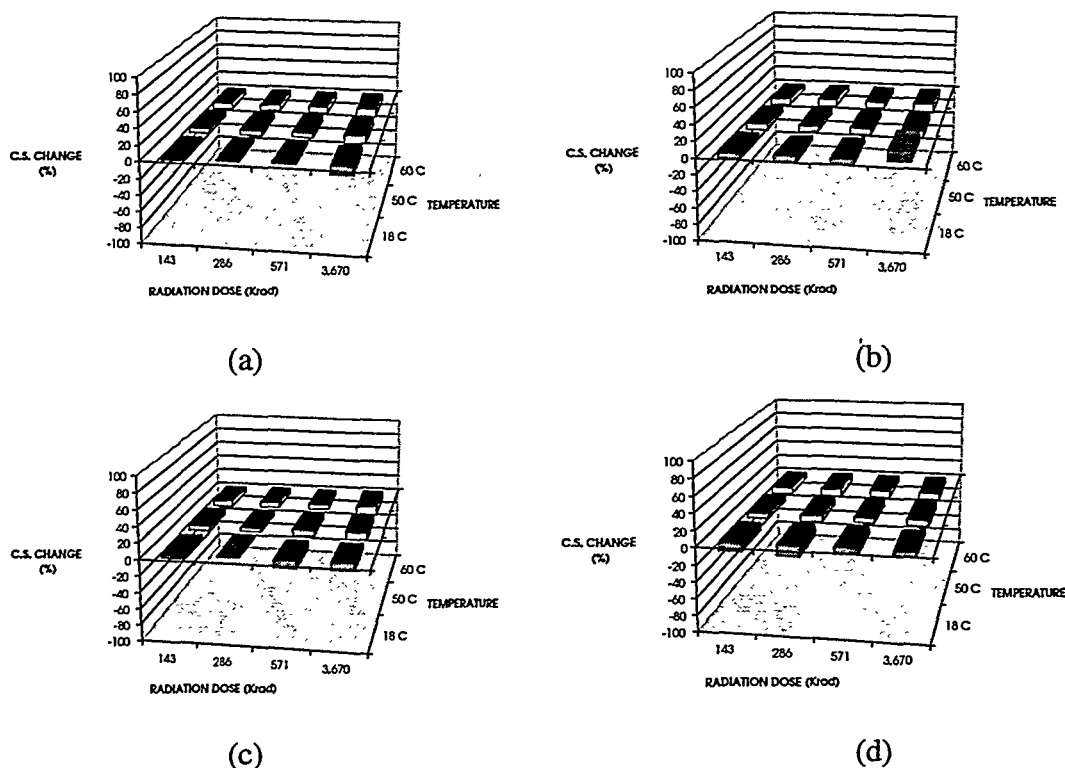 100
80
60
40
20
0
-20
-40
-60
-80
-100
C.S. CHANGE
(%)
60 C
50 C
18 C
TEMPERATURE
143 286 571 3,670
RADIATION DOSE (Krad)
(a)
100
80
60
40
20
0
-20
-40
-60
-80
-100
C.S. CHANGE
(%)
60 C
50 C
18 C
TEMPERATURE
143 286 571 3,670
RADIATION DOSE (Krad)
(b)
100
80
60
40
20
0
-20
-40
-60
-80
-100
C.S. CHANGE
(%)
60 C
50 C
18 C
TEMPERATURE
143 286 571 3,670
RADIATION DOSE (Krad)
(c)
100
80
60
40
20
0
-20
-40
-60
-80
-100
C.S. CHANGE
(%)
60 C
50 C
18 C
TEMPERATURE
143 286 571 3,670
RADIATION DOSE (Krad)
(d)